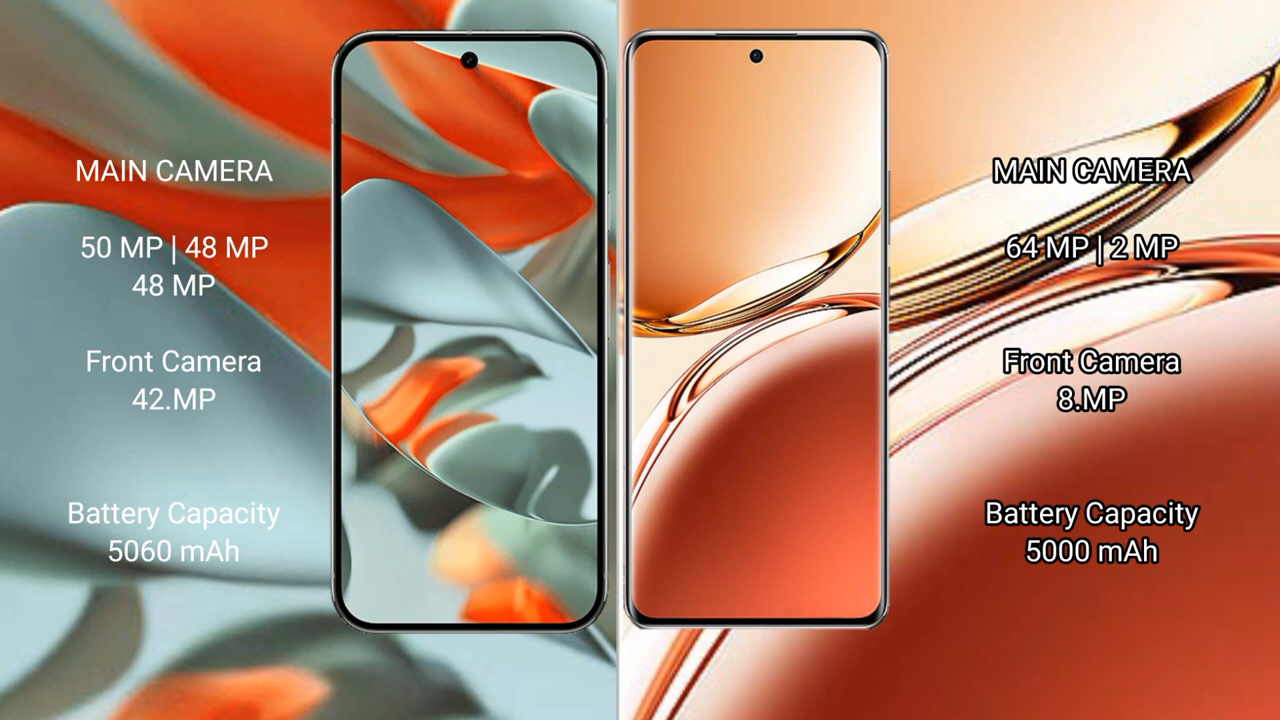 MAIN CAMERA
50 MP | 48 MP
48 MP
Front Camera
42.MP
Battery Capacity
5060 mAh
MAIN CAMERA
64 MP | 2 MP
Front Camera
8.MP
Battery Capacity
5000 mAh